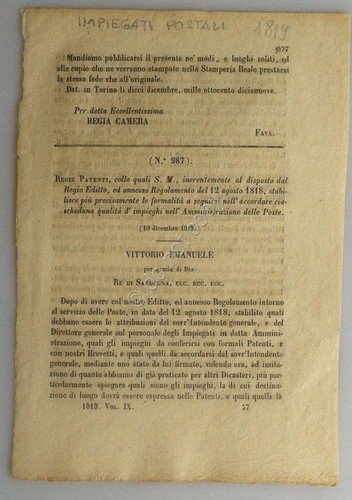 IMPIEGATI POSTALI 1819
577
Mandiamo pubblicarsi il presente ne' modi, e luoghi soliti, ed
alle copie che ne verranno stampate nella Stamperia Reale prestarsi
la stessa fede che all'originale.
Dat. in Torino li dieci dicembre, mille ottocento diciannove.
Per detta Eccellentissima
REGIA CAMERA
FAVA.
(N.° 987).
REGIE PATENTI, colle quali S. M., inerentemente al disposto dal
Regio Editto, ed annesso Regolamento del 12 agosto 1818, stabi-
lisce più precisamente le formalità a seguirsi nell'accordare cia-
scheduna qualità d'impieghi nell'Amministrazione delle Poste.
(10 dicembre 1819.
VITTORIO EMANUELE
per grazia di Dio
RE DI SARDEGNA, ECC. ECC. ECC.
Dopo di avere col nostro Editto, ed annesso Regolamento intorno
al servizio delle Poste, in data del 12 agosto 1818, stabilito quali
debbano essere le attribuzioni del sovr'Intendente generale, e del
Direttore generale sul personale degl'Impiegati in detta Ammini-
strazione, quali gli impieghi da conferirsi con formali Patenti, e
con nostri Brevetti, e quali quelli da accordarsi dal sovr'Intendente
generale, mediante uno stato da lui firmato, volendo ora, ad imita-
zione di quanto abbiamo di già praticato per altri Dicasteri, più par-
ticolarmente spiegare quali sieno gli impieghi, la di cui destina-
zione di luogo dovrà essere espressa nelle Patenti, e quali quelli la
1819. VOL. IX. 37